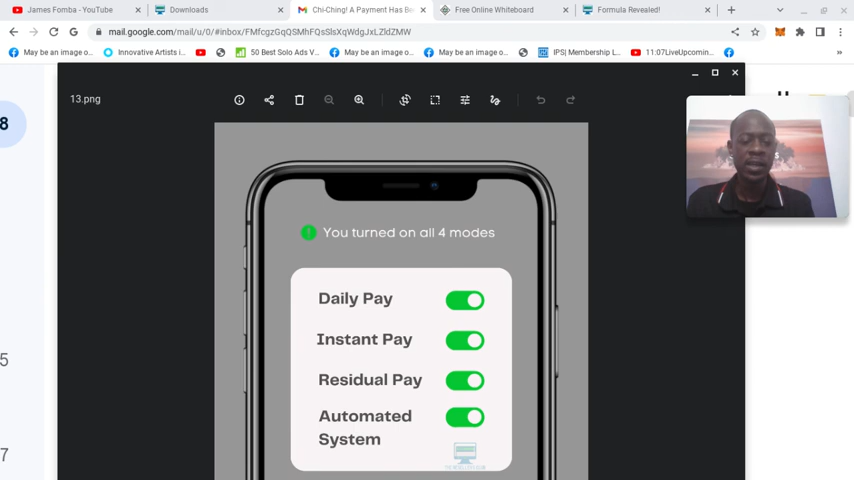 James Fomba - YouTube
Downloads
Chi-Ching! A Payment Has Be
Free Online Whiteboard
Formula Revealed!
mail.google.com/mail/u/0/#inbox/FMfcgzGqQSMhFQsSlsXqWdgJxLZldZMW
May be an image o…
Innovative Artists i…
50 Best Solo Ads V…
May be an image o…
May be an image o…
IPS| Membership L…
11:07LiveUpcomin…
13.png
8
You turned on all 4 modes
Daily Pay
Instant Pay
Residual Pay
Automated
System
5
7